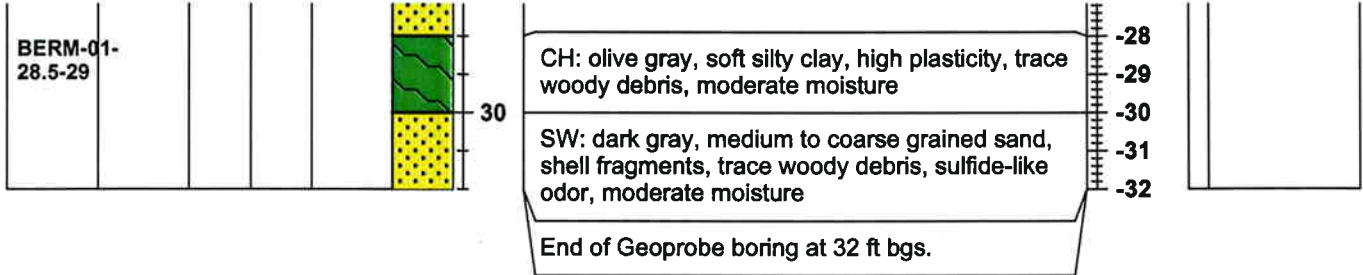 BERM-01-
28.5-29
30
CH: olive gray, soft silty clay, high plasticity, trace
woody debris, moderate moisture
SW: dark gray, medium to coarse grained sand,
shell fragments, trace woody debris, sulfide-like
odor, moderate moisture
End of Geoprobe boring at 32 ft bgs.
-28
-29
-30
-31
-32